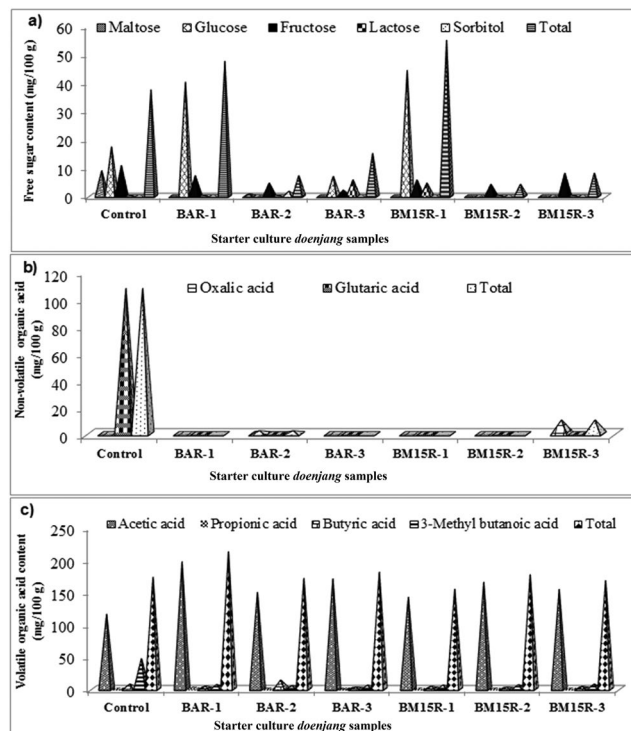 a)
Maltose Glucose Fructose Lactose Sorbitol Total
Free sugar content (mg/100 g)
60
50
40
30
20
10
0
Control BAR-1 BAR-2 BAR-3 BM15R-1 BM15R-2 BM15R-3
Starter culture doenjang samples
b)
Oxalic acid Glutaric acid Total
Non-volatile organic acid
(mg/100 g)
120
100
80
60
40
20
0
Control BAR-1 BAR-2 BAR-3 BM15R-1 BM15R-2 BM15R-3
Starter culture doenjang samples
c)
Acetic acid Propionic acid Butyric acid 3-Methyl butanoic acid Total
Volatile organic acid content
(mg/100 g)
250
200
150
100
50
0
Control BAR-1 BAR-2 BAR-3 BM15R-1 BM15R-2 BM15R-3
Starter culture doenjang samples